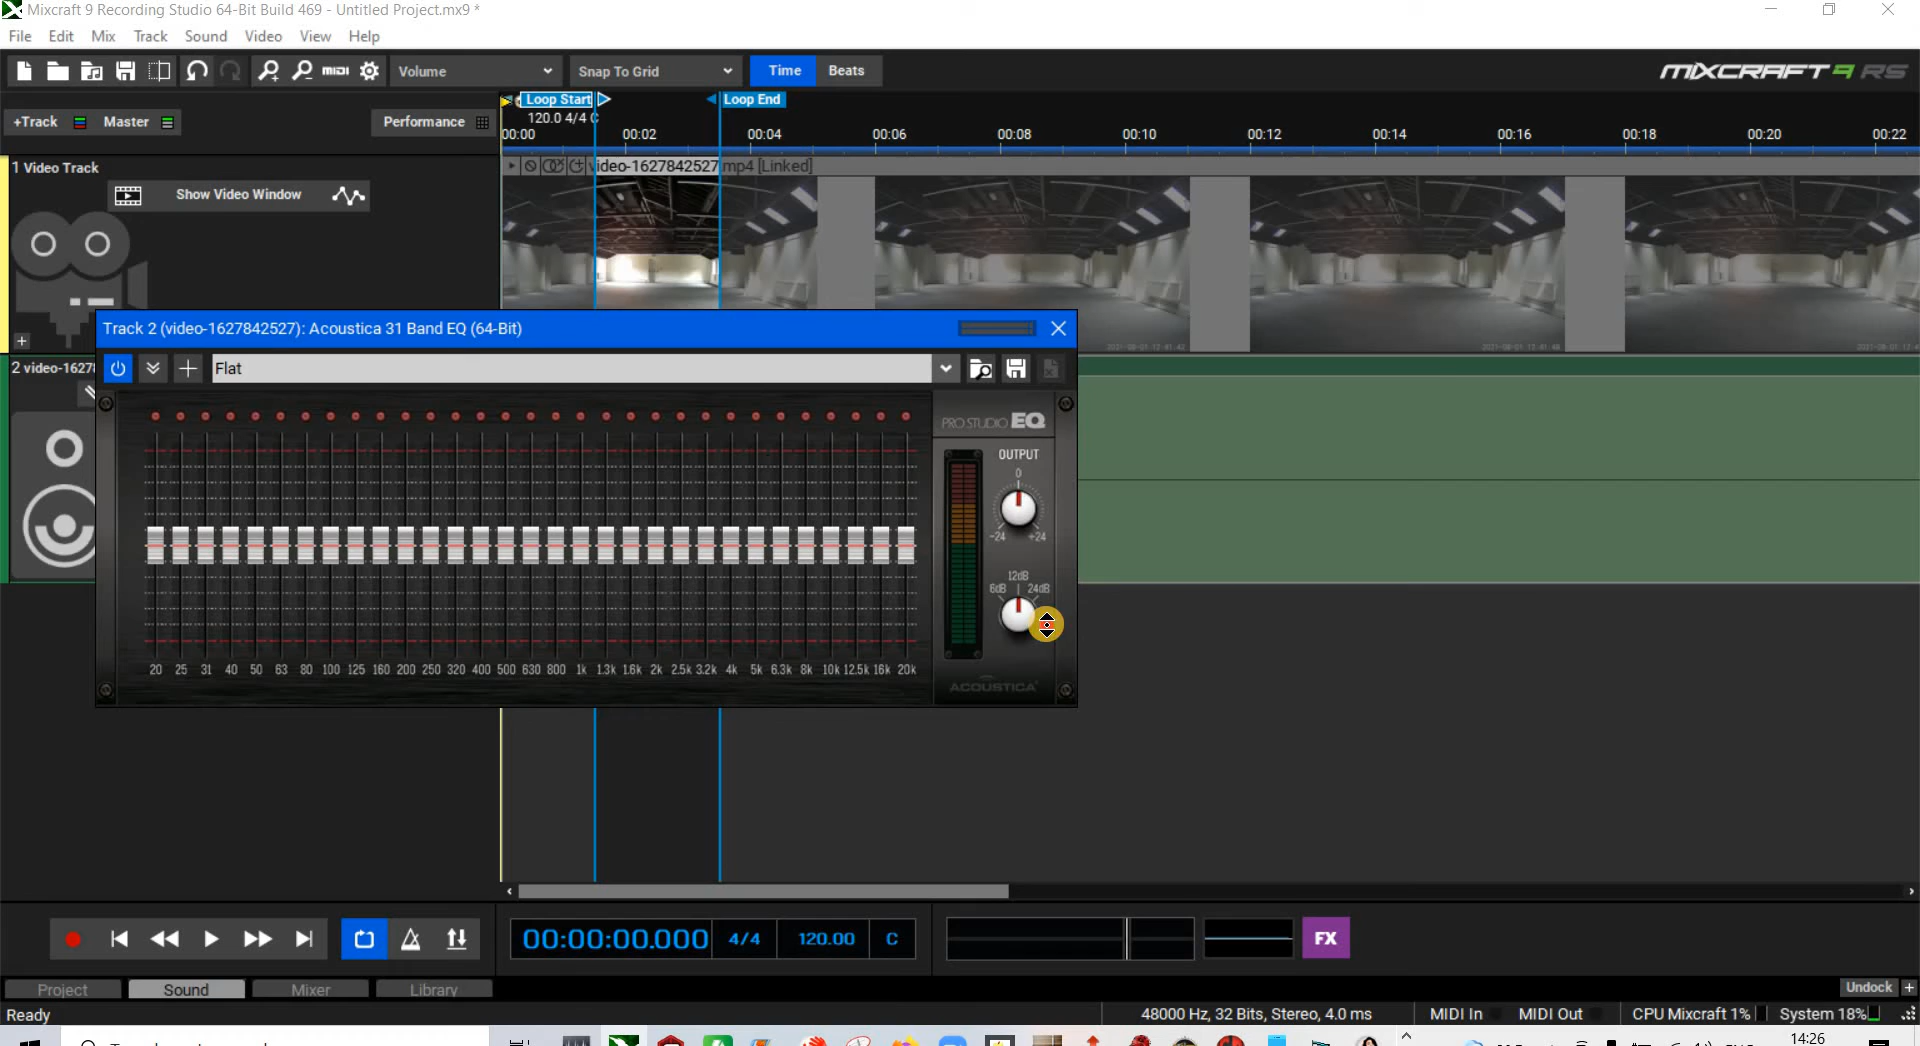 Mixcraft 9 Recording Studio 64-Bit Build 469 - Untitled Project.mx9 *
File Edit Mix Track Sound Video View Help
MIDI Volume Snap To Grid Time Beats MIXCRAFT 9 RS
Loop Start Loop End
+Track Master Performance 120.0 4/4 C
00:00 00:02 00:04 00:06 00:08 00:10 00:12 00:14 00:16 00:18 00:20 00:22
1 Video Track video-1627842527.mp4 [Linked]
Show Video Window
Track 2 (video-1627842527): Acoustica 31 Band EQ (64-Bit)
2 video-1627
Flat
PRO STUDIO EQ
OUTPUT
0
-24 +24
12dB
6dB 24dB
20 25 31 40 50 63 80 100 125 160 200 250 320 400 500 630 800 1k 1.3k 1.6k 2k 2.5k 3.2k 4k 5k 6.3k 8k 10k 12.5k 16k 20k
ACOUSTICA
00:00:00.000 4/4 120.00 C FX
Project Sound Mixer Library Undock +
Ready 48000 Hz, 32 Bits, Stereo, 4.0 ms MIDI In MIDI Out CPU Mixcraft 1% System 18%
14:26